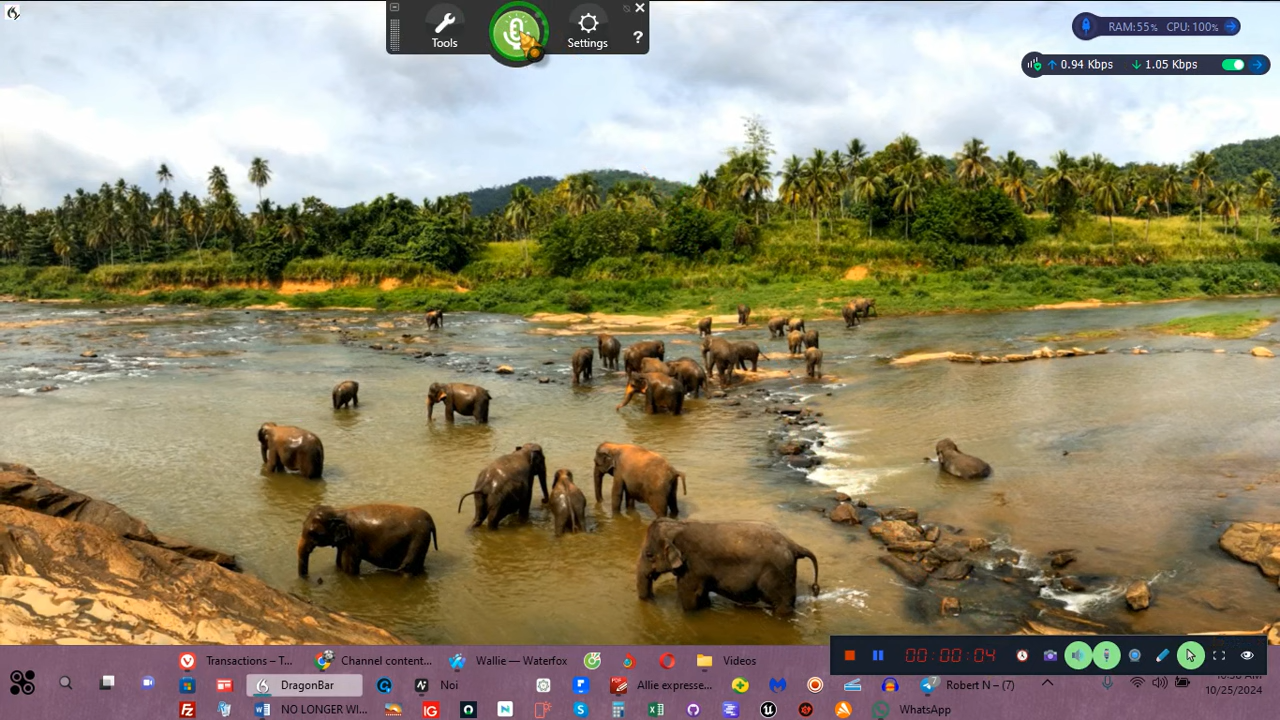 Tools
Settings
?
RAM:55% CPU: 100%
0.94 Kbps 1.05 Kbps
00:00:04
Transactions – T...
Channel content...
Wallie — Waterfox
Videos
DragonBar
Noi
Allie expresse...
Robert N – (7)
10/25/2024
NO LONGER WI...
WhatsApp